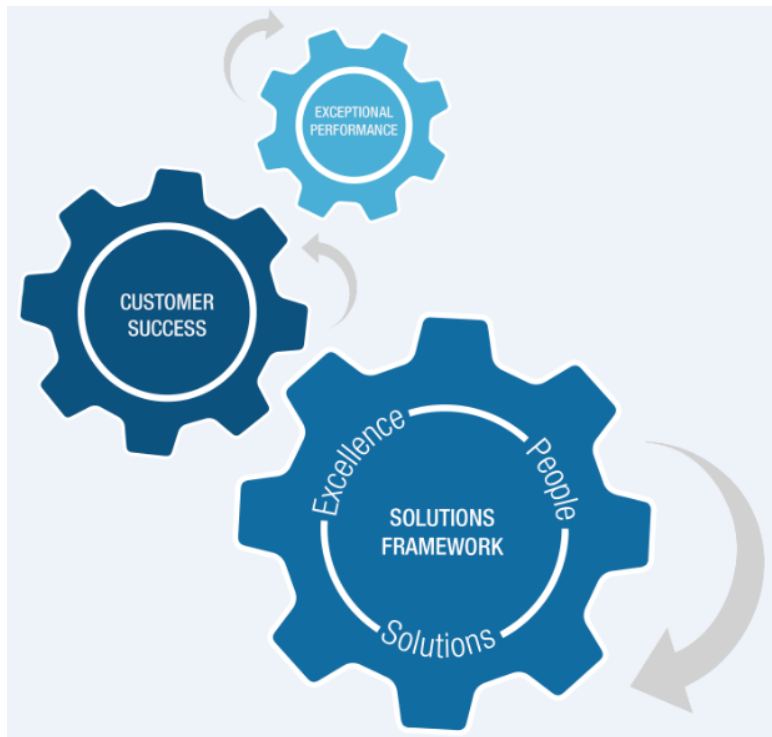 EXCEPTIONAL
PERFORMANCE
CUSTOMER
SUCCESS
Excellence
People
SOLUTIONS
FRAMEWORK
Solutions